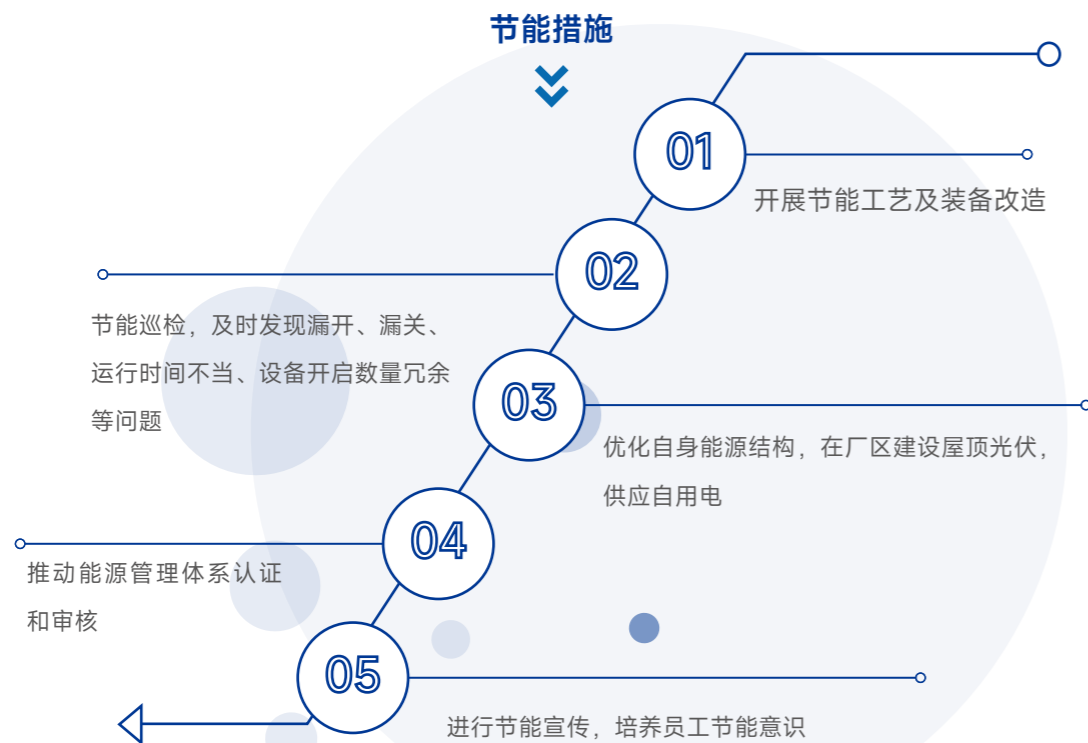 节能措施
01
开展节能工艺及装备改造
02
节能巡检，及时发现漏开、漏关、
运行时间不当、设备开启数量冗余
等问题
03
优化自身能源结构，在厂区建设屋顶光伏，
供应自用电
04
推动能源管理体系认证
和审核
05
进行节能宣传，培养员工节能意识